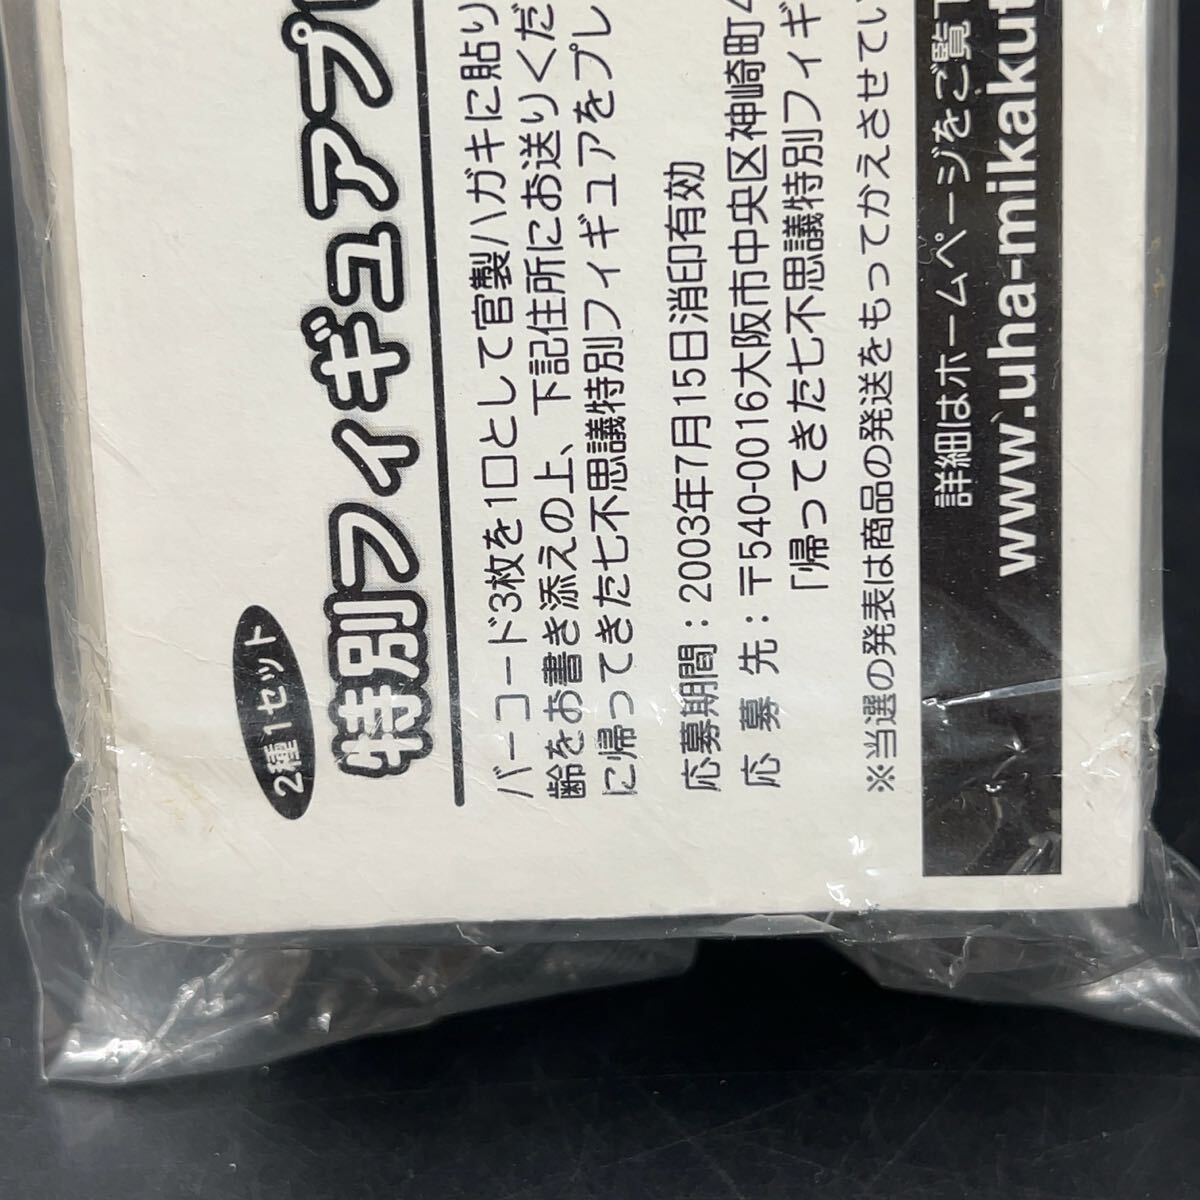 2種1セット
特別フィギュアプ
バーコード3枚を1口として官製ハガキに貼り
齢をお書き添えの上、下記住所にお送りくだ
に帰ってきた七不思議特別フィギュアをプレ
応募期間：2003年7月15日消印有効
応 募 先：〒540-0016大阪市中央区神崎町4
「帰ってきた七不思議特別フィギ
※当選の発表は商品の発送をもってかえさせてい
詳細はホームページをご覧下
www.uha-mikakut